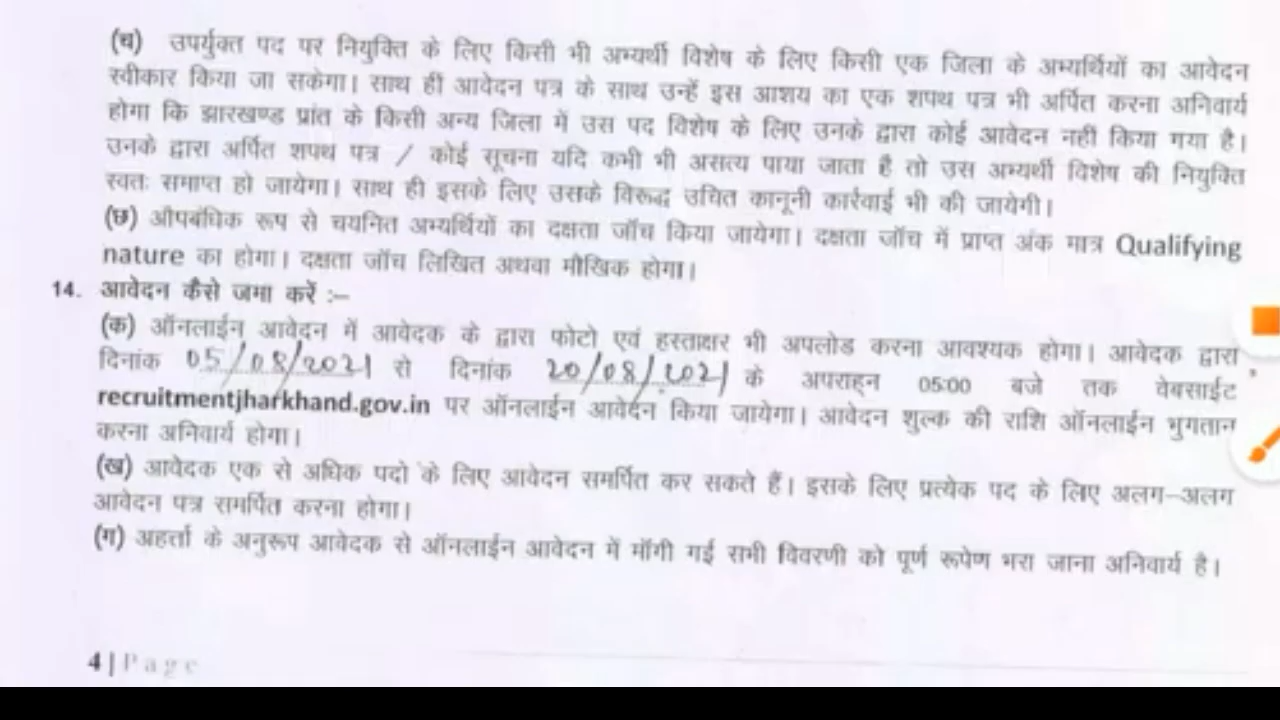 (च) उपर्युक्त पद पर नियुक्ति के लिए किसी भी अभ्यर्थी विशेष के लिए किसी एक जिला के अभ्यर्थियों का आवेदन
स्वीकार किया जा सकेगा। साथ ही आवेदन पत्र के साथ उन्हें इस आशय का एक शपथ पत्र भी अर्पित करना अनिवार्य
होगा कि झारखण्ड प्रांत के किसी अन्य जिला में उस पद विशेष के लिए उनके द्वारा कोई आवेदन नहीं किया गया है।
उनके द्वारा अर्पित शपथ पत्र / कोई सूचना यदि कभी भी असत्य पाया जाता है तो उस अभ्यर्थी विशेष की नियुक्ति
स्वतः समाप्त हो जायेगा। साथ ही इसके लिए उसके विरूद्ध उचित कानूनी कार्रवाई भी की जायेगी।
(छ) औपबंधिक रूप से चयनित अभ्यर्थियों का दक्षता जॉच किया जायेगा। दक्षता जॉच में प्राप्त अंक मात्र Qualifying
nature का होगा। दक्षता जॉच लिखित अथवा मौखिक होगा।
14. आवेदन कैसे जमा करें :–
(क) ऑनलाईन आवेदन में आवेदक के द्वारा फोटो एवं हस्ताक्षर भी अपलोड करना आवश्यक होगा। आवेदक द्वारा
दिनांक 05/08/2021 से दिनांक 20/08/2021 के अपराह्न 05:00 बजे तक वेबसाईट
recruitmentjharkhand.gov.in पर ऑनलाईन आवेदन किया जायेगा। आवेदन शुल्क की राशि ऑनलाईन भुगतान
करना अनिवार्य होगा।
(ख) आवेदक एक से अधिक पदो के लिए आवेदन समर्पित कर सकते हैं। इसके लिए प्रत्येक पद के लिए अलग–अलग
आवेदन पत्र समर्पित करना होगा।
(ग) अहर्त्ता के अनुरूप आवेदक से ऑनलाईन आवेदन में मॉगी गई सभी विवरणी को पूर्ण रूपेण भरा जाना अनिवार्य है।
4 | Page